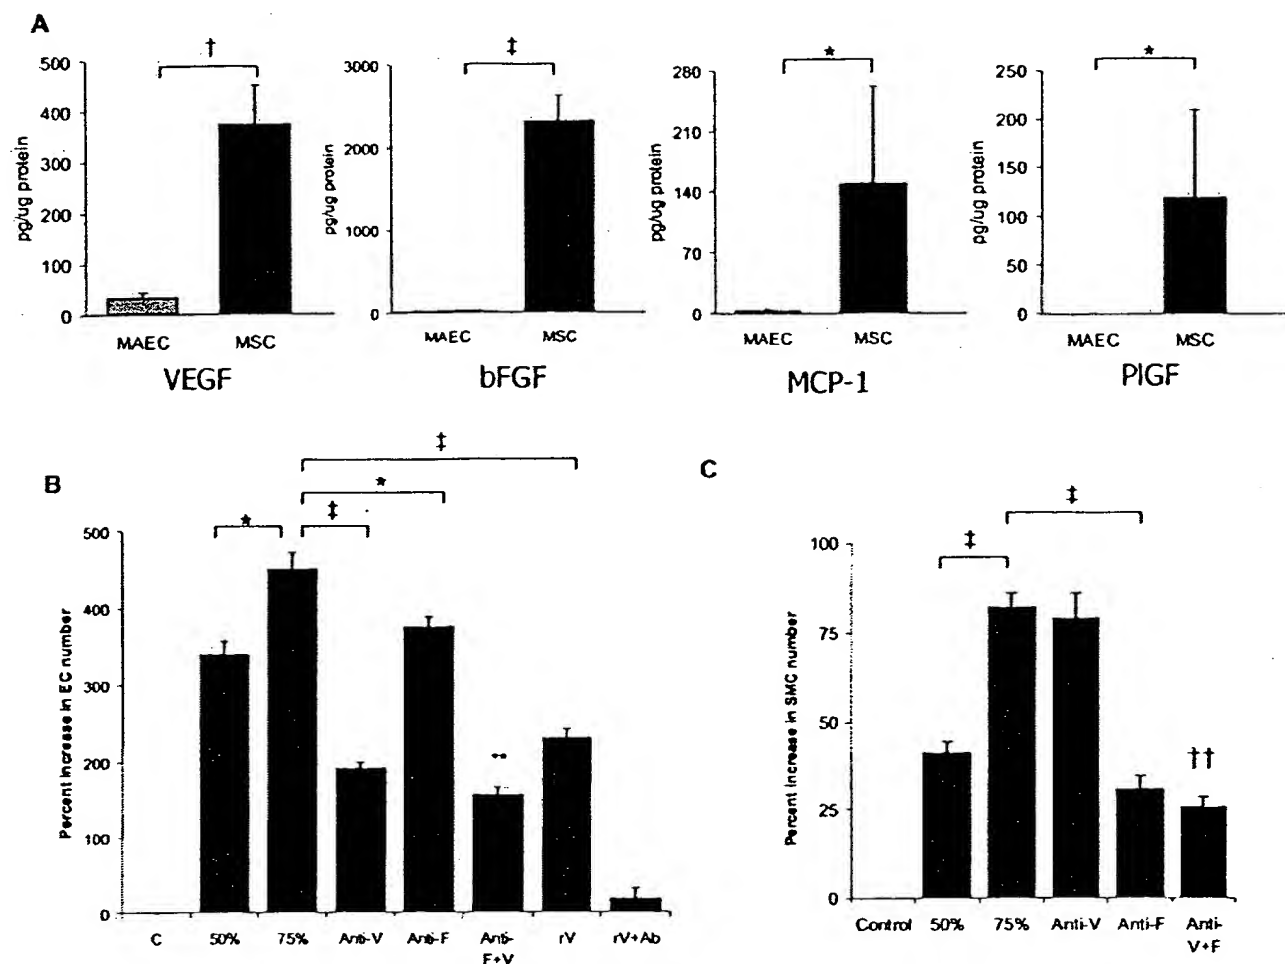 A
†
‡
*
*
500
400
300
200
100
0
pg/ug protein
MAEC MSC
VEGF
3000
2000
1000
0
pg/ug protein
MAEC MSC
bFGF
280
210
140
70
0
pg/ug protein
MAEC MSC
MCP-1
250
200
150
100
50
0
pg/ug protein
MAEC MSC
PlGF
B
‡
*
* ‡
500
400
300
200
100
0
Percent increase in EC number
**
C 50% 75% Anti-V Anti-F Anti-F+V rV rV+Ab
C
‡
‡
100
75
50
25
0
Percent increase in SMC number
††
Control 50% 75% Anti-V Anti-F Anti-V+F